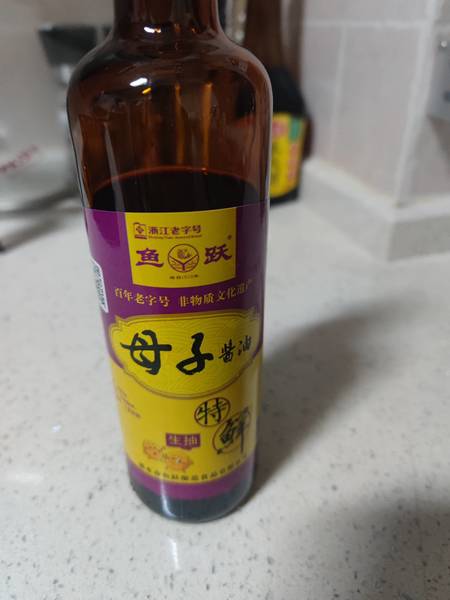 浙江老字号
鱼 跃
百年老字号 非物质文化遗产
母子酱油
特
鲜
生抽